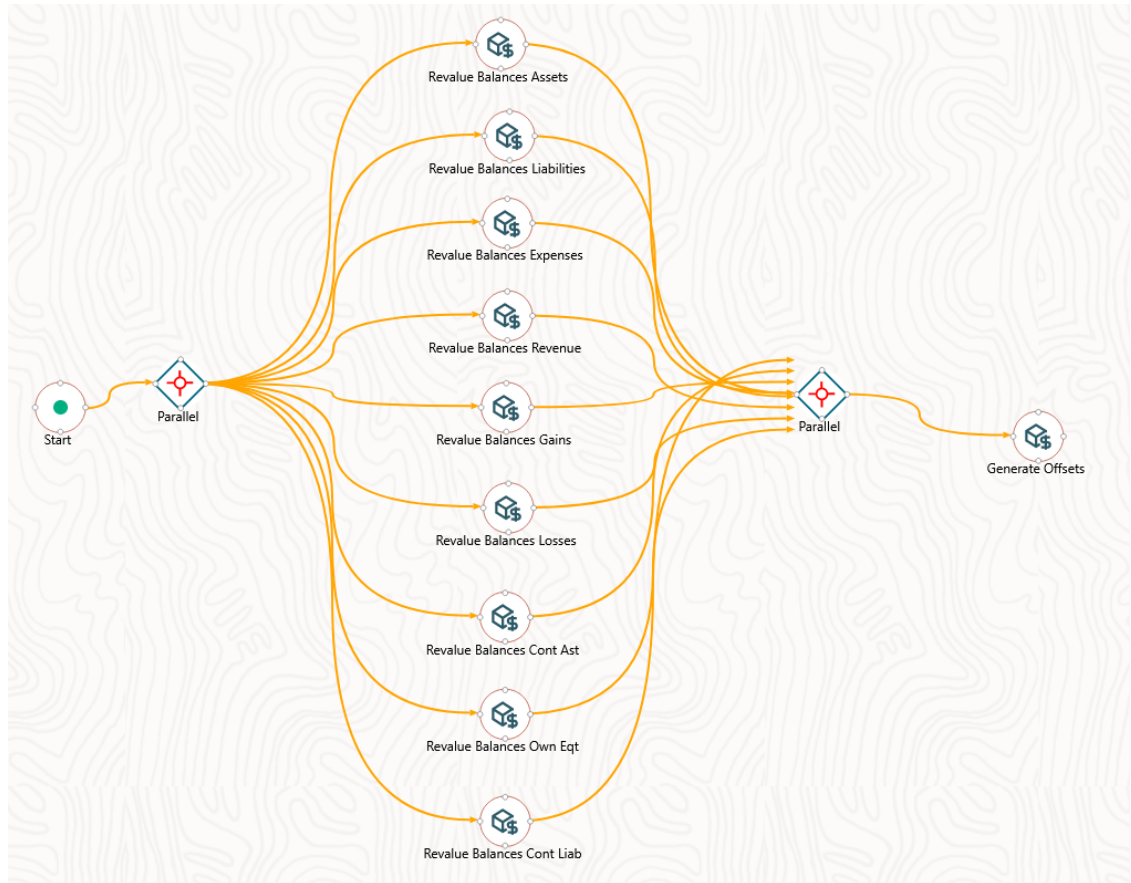 Revalue Balances Assets
Revalue Balances Liabilities
Revalue Balances Expenses
Revalue Balances Revenue
Start
Parallel
Revalue Balances Gains
Parallel
Generate Offsets
Revalue Balances Losses
Revalue Balances Cont Ast
Revalue Balances Own Eqt
Revalue Balances Cont Liab